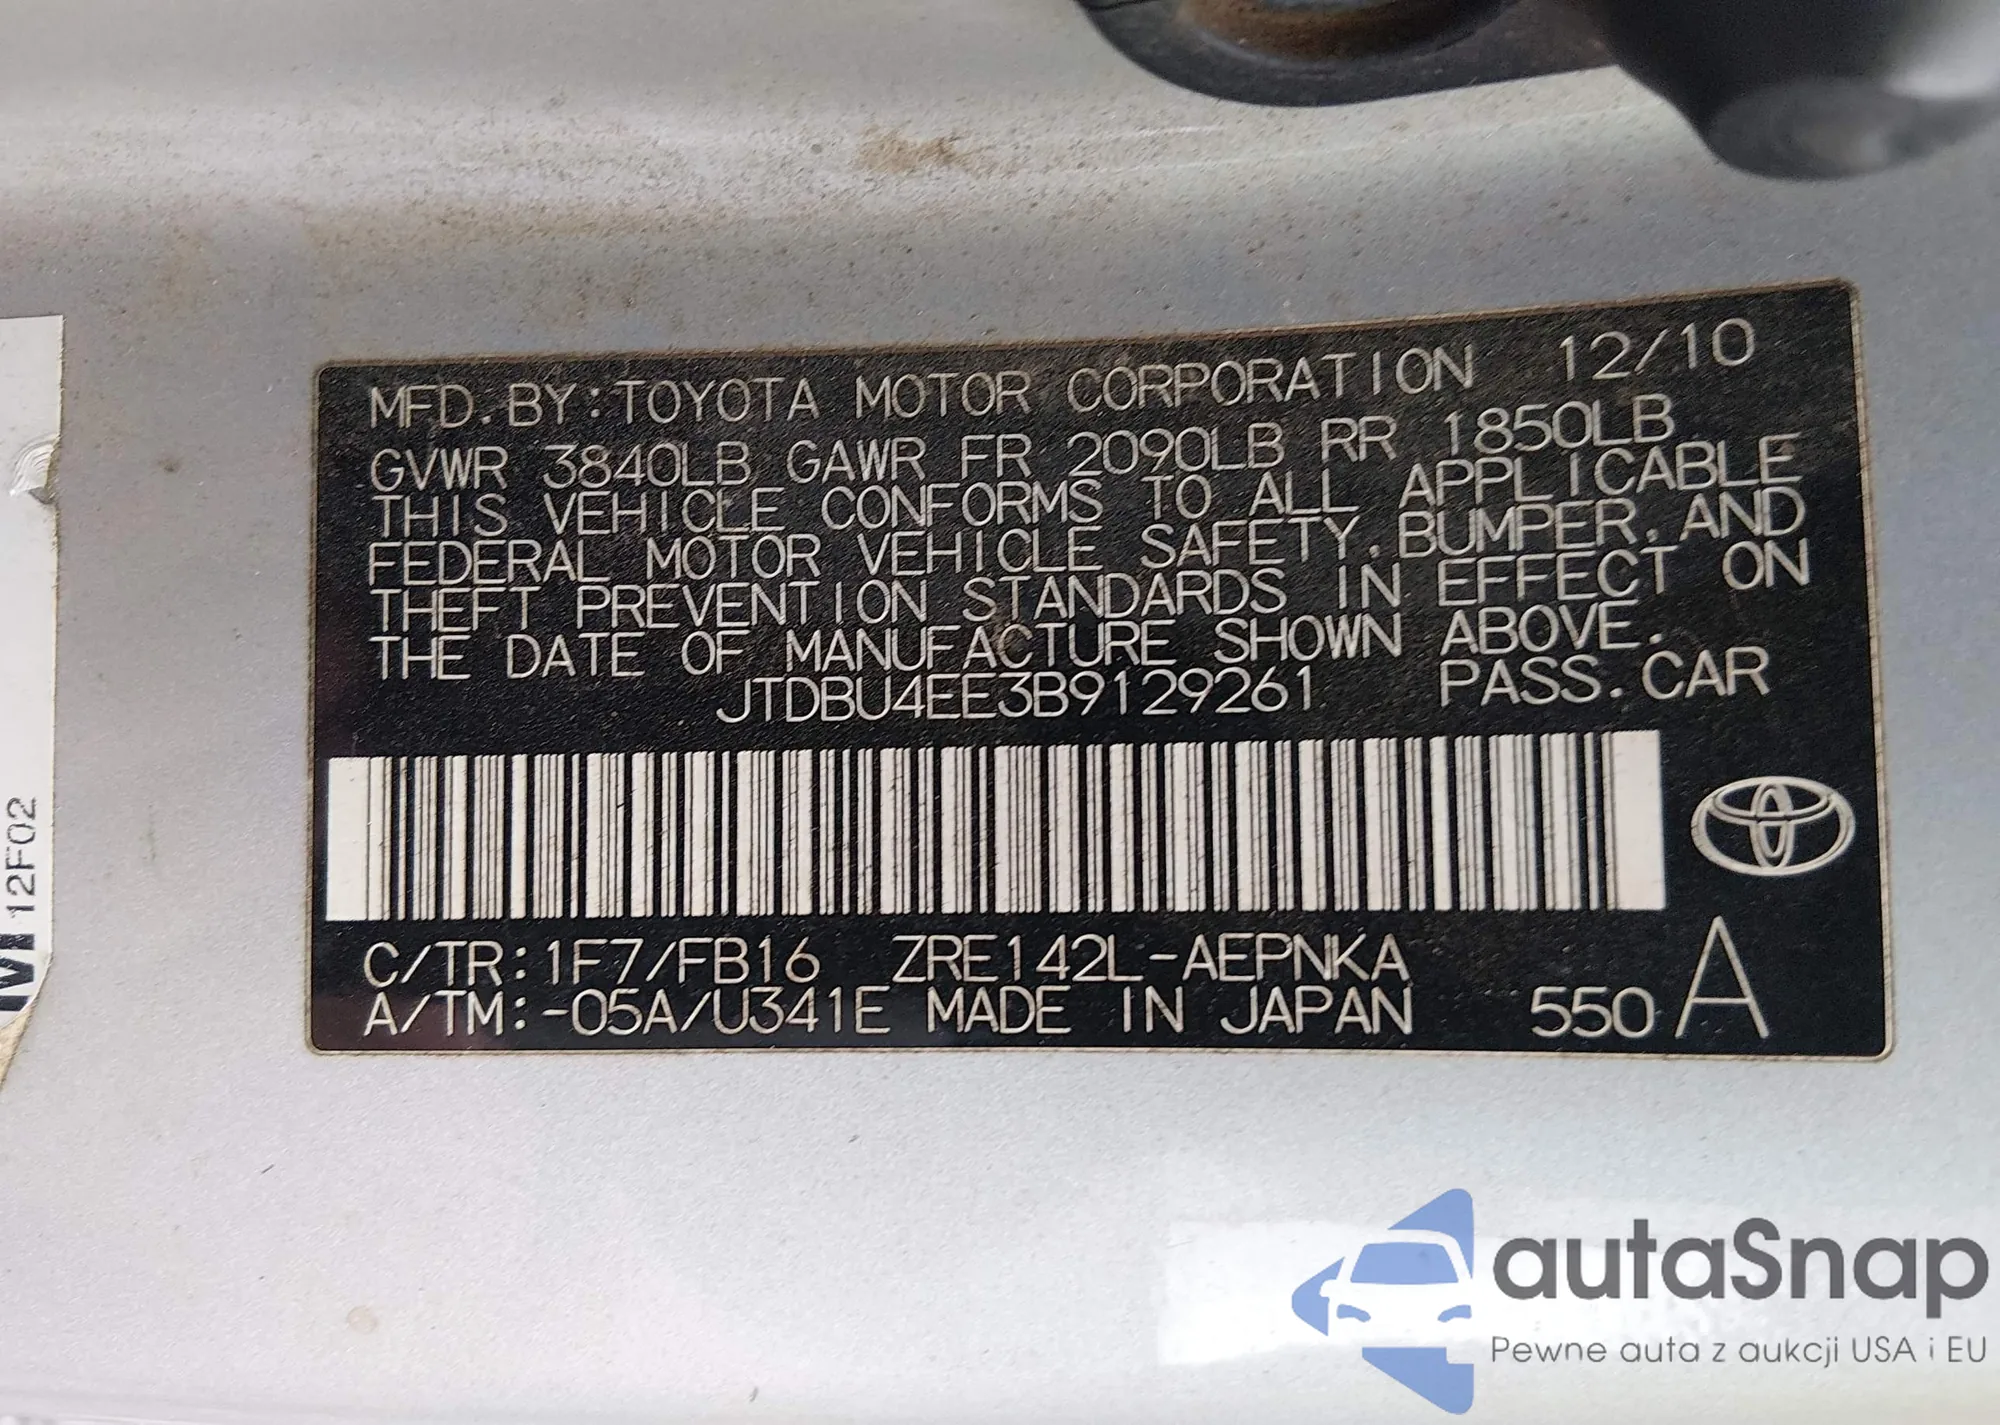 MFD. BY: TOYOTA MOTOR CORPORATION 12/10
GVWR 3840LB GAWR FR 2090LB RR 1850LB
THIS VEHICLE CONFORMS TO ALL APPLICABLE
FEDERAL MOTOR VEHICLE SAFETY, BUMPER, AND
THEFT PREVENTION STANDARDS IN EFFECT ON
THE DATE OF MANUFACTURE SHOWN ABOVE.
JTDBU4EE3B9129261 PASS. CAR
C/TR: 1F7/FB16 ZRE142L-AEPNKA
A/TM: -05A/U341E MADE IN JAPAN 550 A
12F02
autaSnap
Pewne auta z aukcji USA i EU